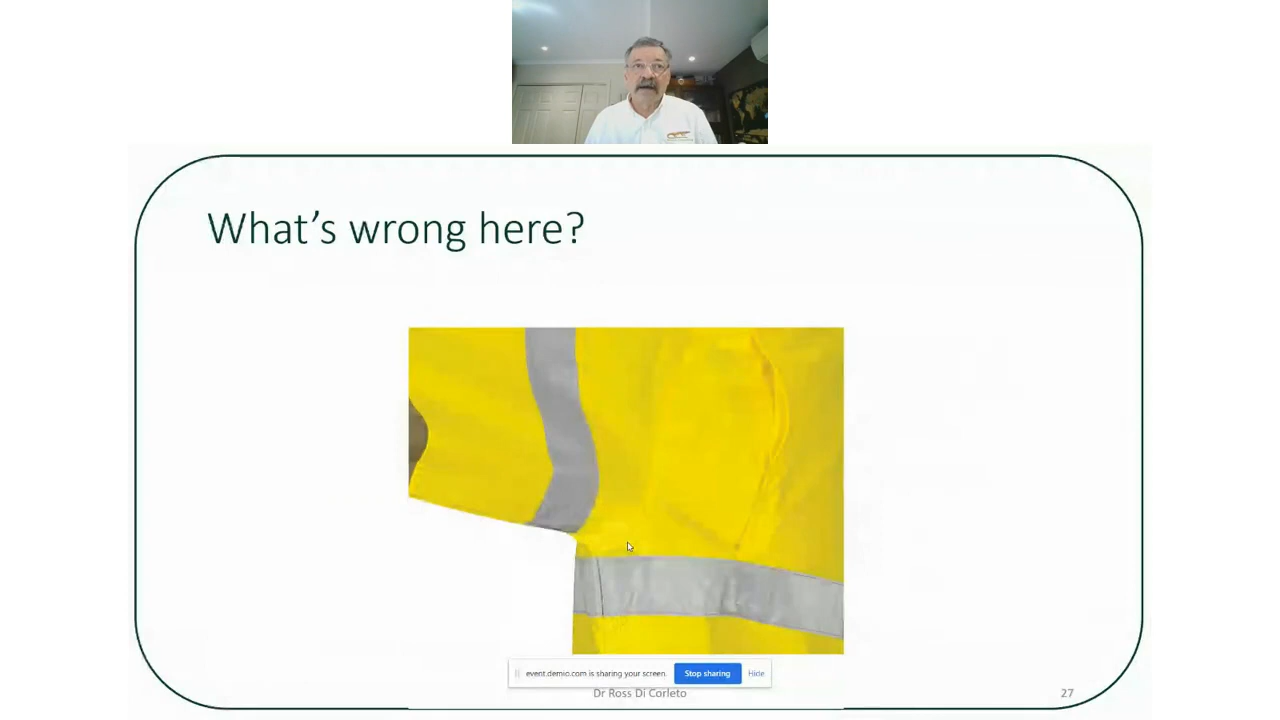 What's wrong here?
event.demio.com is sharing your screen.
Stop sharing
Hide
Dr Ross Di Corleto
27